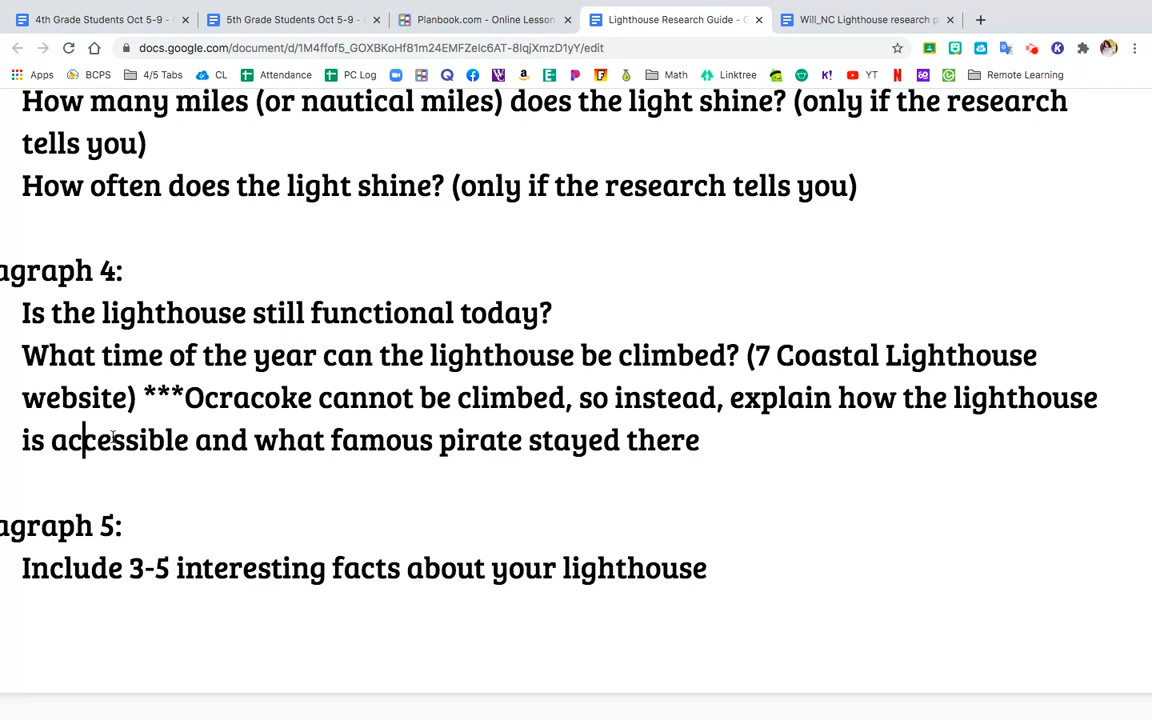 4th Grade Students Oct 5-9 -
5th Grade Students Oct 5-9 -
Planbook.com - Online Lesson
Lighthouse Research Guide - G
Will_NC Lighthouse research p
docs.google.com/document/d/1M4ffof5_GOXBKoHf81m24EMFZelc6AT-8IqjXmzD1yY/edit
Apps BCPS 4/5 Tabs CL Attendance PC Log Math Linktree K! YT Remote Learning
How many miles (or nautical miles) does the light shine? (only if the research
tells you)
How often does the light shine? (only if the research tells you)
agraph 4:
Is the lighthouse still functional today?
What time of the year can the lighthouse be climbed? (7 Coastal Lighthouse
website) ***Ocracoke cannot be climbed, so instead, explain how the lighthouse
is accessible and what famous pirate stayed there
agraph 5:
Include 3-5 interesting facts about your lighthouse